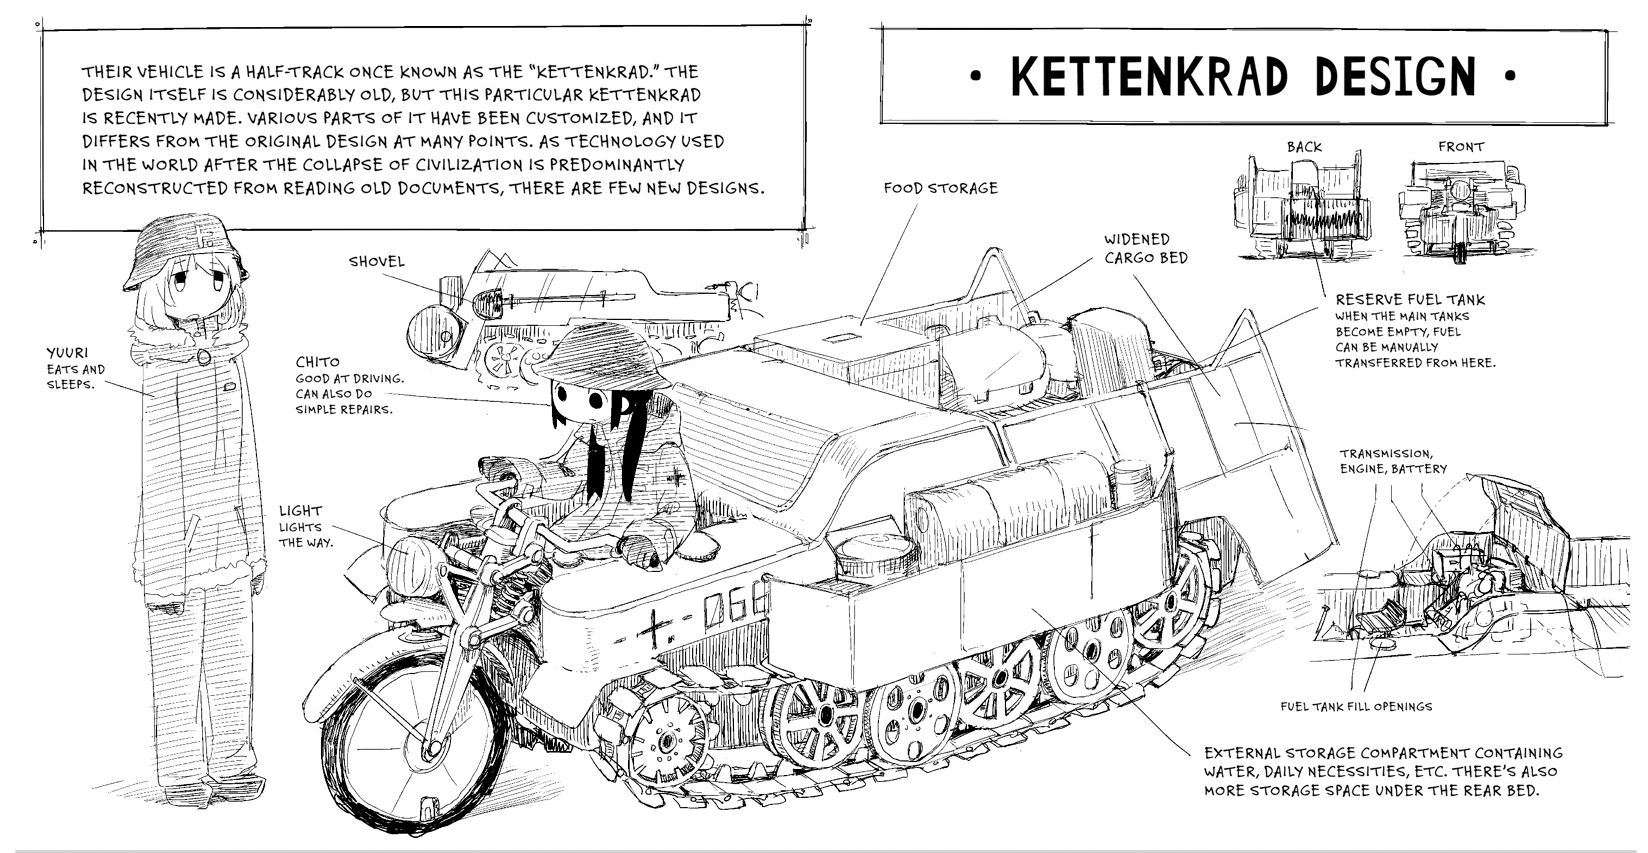 THEIR VEHICLE IS A HALF-TRACK ONCE KNOWN AS THE "KETTENKRAD." THE
DESIGN ITSELF IS CONSIDERABLY OLD, BUT THIS PARTICULAR KETTENKRAD
IS RECENTLY MADE. VARIOUS PARTS OF IT HAVE BEEN CUSTOMIZED, AND IT
DIFFERS FROM THE ORIGINAL DESIGN AT MANY POINTS. AS TECHNOLOGY USED
IN THE WORLD AFTER THE COLLAPSE OF CIVILIZATION IS PREDOMINANTLY
RECONSTRUCTED FROM READING OLD DOCUMENTS, THERE ARE FEW NEW DESIGNS.
• KETTENKRAD DESIGN •
BACK
FRONT
FOOD STORAGE
WIDENED
CARGO BED
SHOVEL
RESERVE FUEL TANK
WHEN THE MAIN TANKS
BECOME EMPTY, FUEL
CAN BE MANUALLY
TRANSFERRED FROM HERE.
YUURI
EATS AND
SLEEPS.
CHITO
GOOD AT DRIVING.
CAN ALSO DO
SIMPLE REPAIRS.
TRANSMISSION,
ENGINE, BATTERY
LIGHT
LIGHTS
THE WAY.
FUEL TANK FILL OPENINGS
EXTERNAL STORAGE COMPARTMENT CONTAINING
WATER, DAILY NECESSITIES, ETC. THERE'S ALSO
MORE STORAGE SPACE UNDER THE REAR BED.